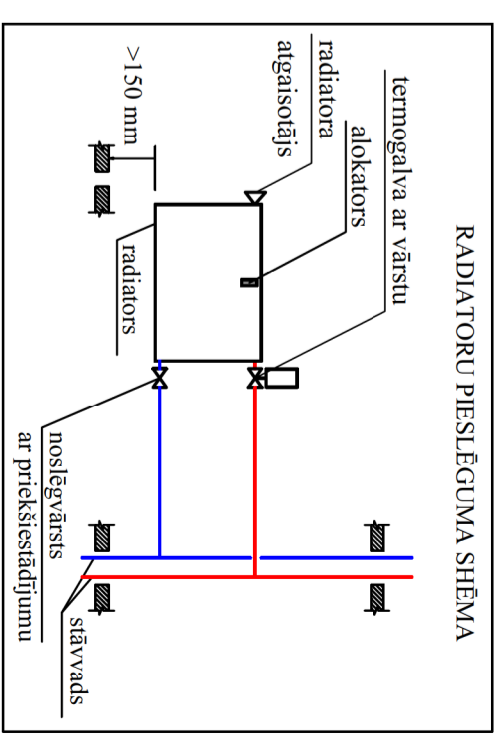 RADIATORU PIESLĒGUMA SHĒMA
termogalva ar vārstu
alokators
radiatora
atgaisotājs
>150 mm
radiators
noslēgvārsts
ar priekšiestādījumu
stāvvads